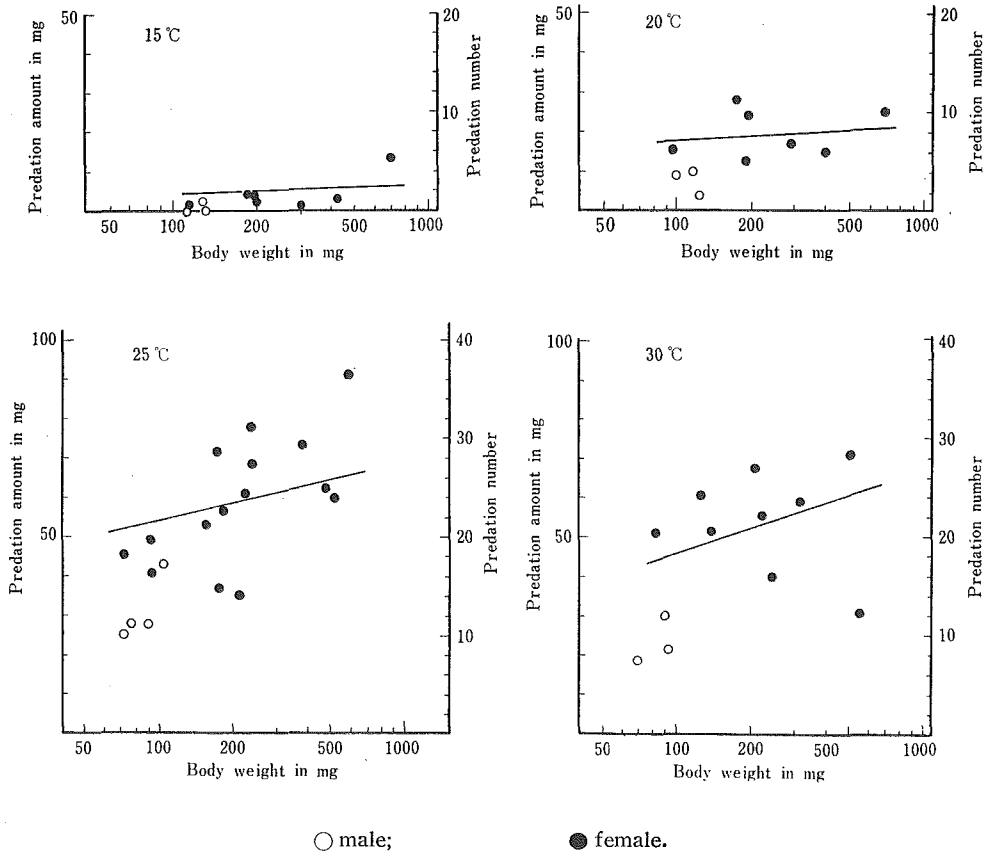 15℃
Predation amount in mg
50
20
10
Predation number
50 100 200 500 1000
Body weight in mg
20℃
Predation amount in mg
50
20
10
Predation number
50 100 200 500 1000
Body weight in mg
25℃
Predation amount in mg
100
50
40
30
20
10
Predation number
50 100 200 500 1000
Body weight in mg
30℃
Predation amount in mg
100
50
40
30
20
10
Predation number
50 100 200 500 1000
Body weight in mg
○ male; ● female.